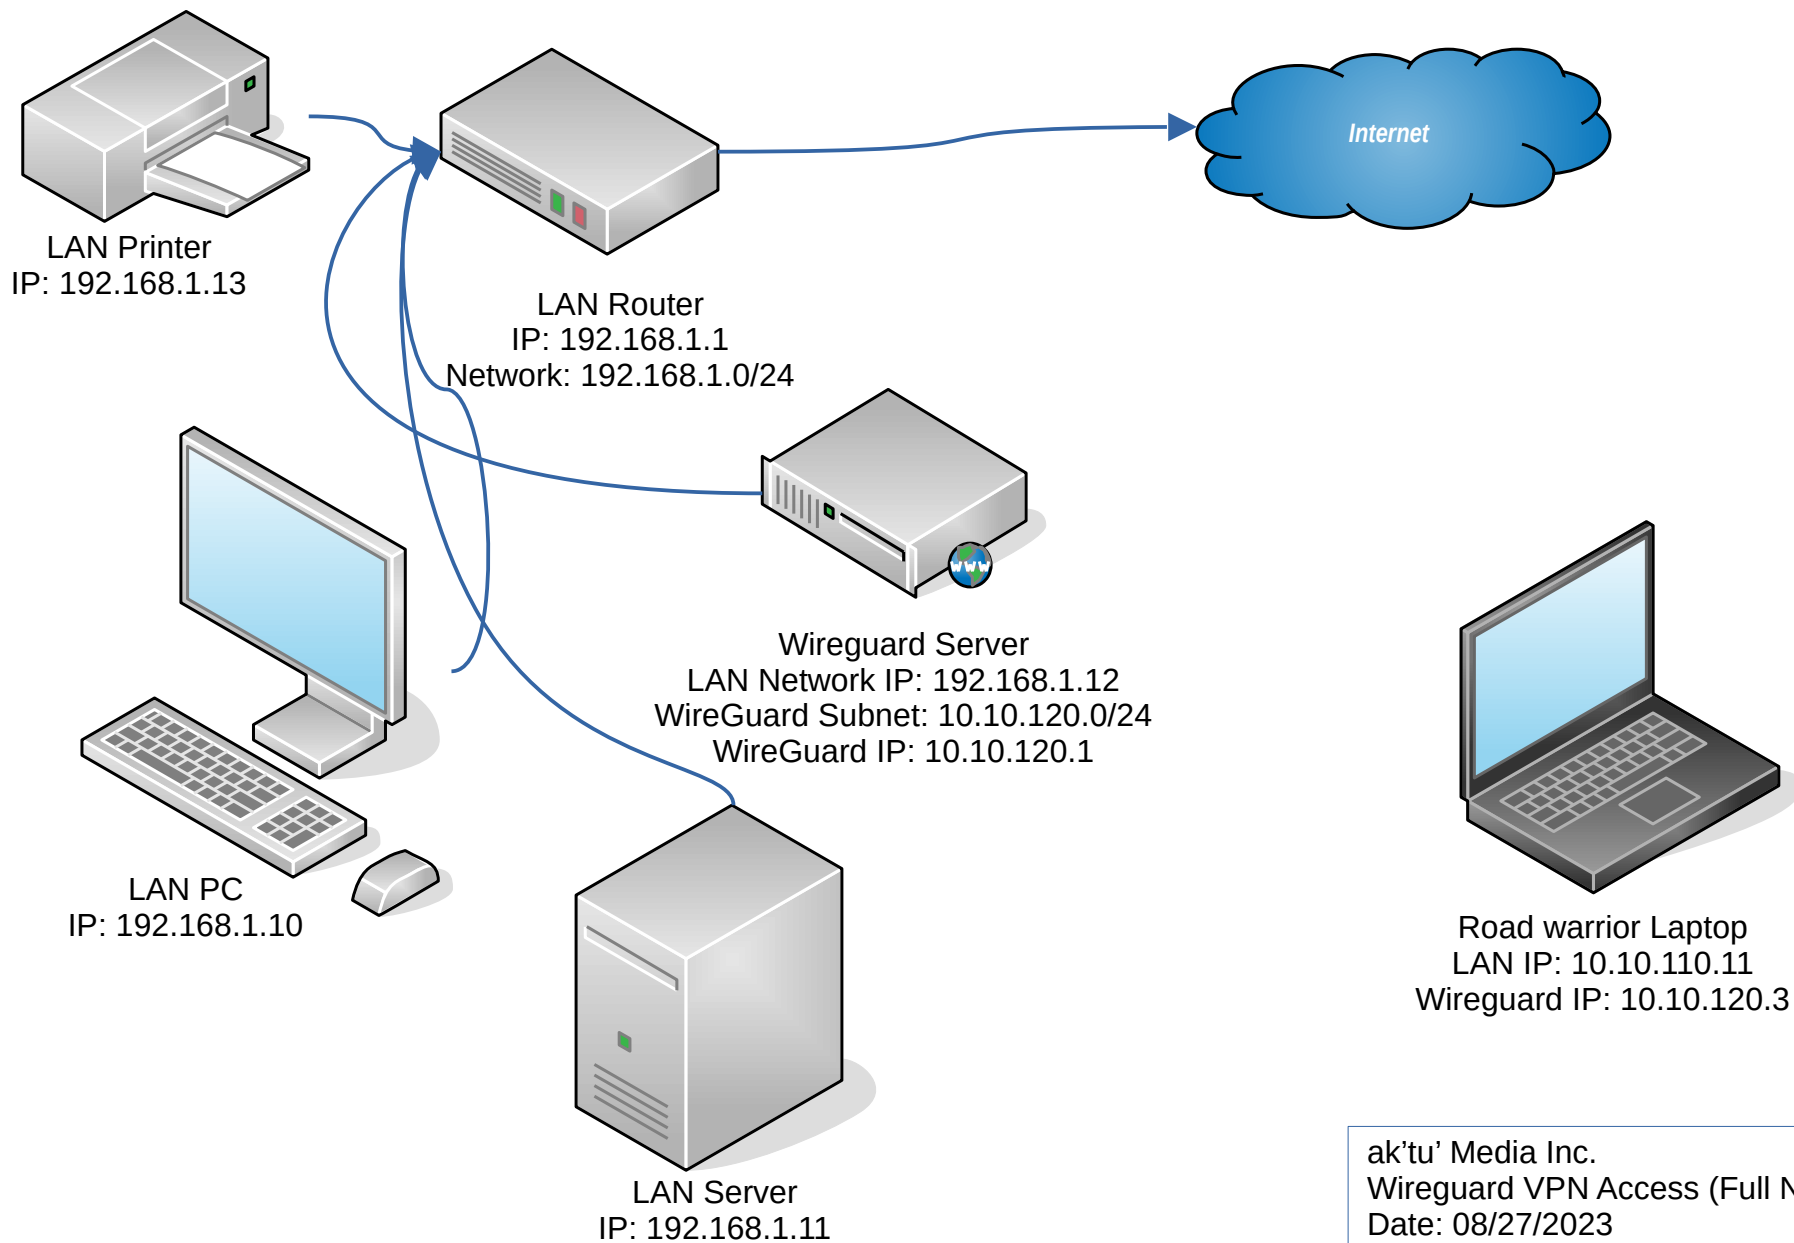 LAN Printer
IP: 192.168.1.13
LAN Router
IP: 192.168.1.1
Network: 192.168.1.0/24
Internet
Wireguard Server
LAN Network IP: 192.168.1.12
WireGuard Subnet: 10.10.120.0/24
WireGuard IP: 10.10.120.1
www
LAN PC
IP: 192.168.1.10
LAN Server
IP: 192.168.1.11
Road warrior Laptop
LAN IP: 10.10.110.11
Wireguard IP: 10.10.120.3
ak’tu’ Media Inc.
Wireguard VPN Access (Full
Date: 08/27/2023